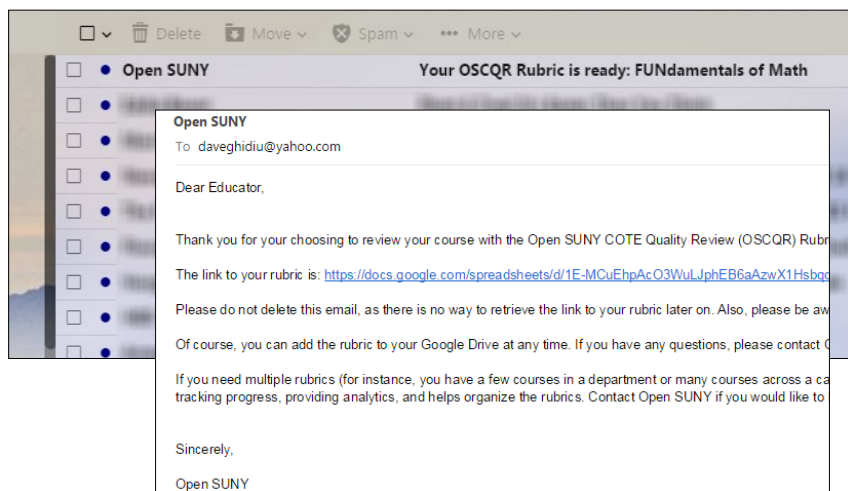 Delete Move Spam ••• More
Open SUNY Your OSCQR Rubric is ready: FUNdamentals of Math
Open SUNY
To daveghidiu@yahoo.com
Dear Educator,
Thank you for your choosing to review your course with the Open SUNY COTE Quality Review (OSCQR) Rubr
The link to your rubric is: https://docs.google.com/spreadsheets/d/1E-MCuEhpAcO3WuLJphEB6aAzwX1Hsbqc
Please do not delete this email, as there is no way to retrieve the link to your rubric later on. Also, please be aw
Of course, you can add the rubric to your Google Drive at any time. If you have any questions, please contact
If you need multiple rubrics (for instance, you have a few courses in a department or many courses across a ca
tracking progress, providing analytics, and helps organize the rubrics. Contact Open SUNY if you would like to
Sincerely,
Open SUNY